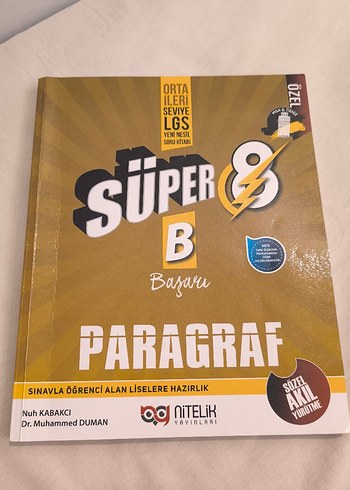 ORTA
İLERİ
SEVİYE
LGS
YENİ NESİL
SORU KİTABI
ÖZEL
SÜPER 8
B
Başarı
PARAGRAF
SINAVLA ÖĞRENCİ ALAN LİSELERE HAZIRLIK
Nuh KABAKCI
Dr. Muhammed DUMAN
NİTELİK
YAYINLARI
SÖZEL
AKIL
YÜRÜTME